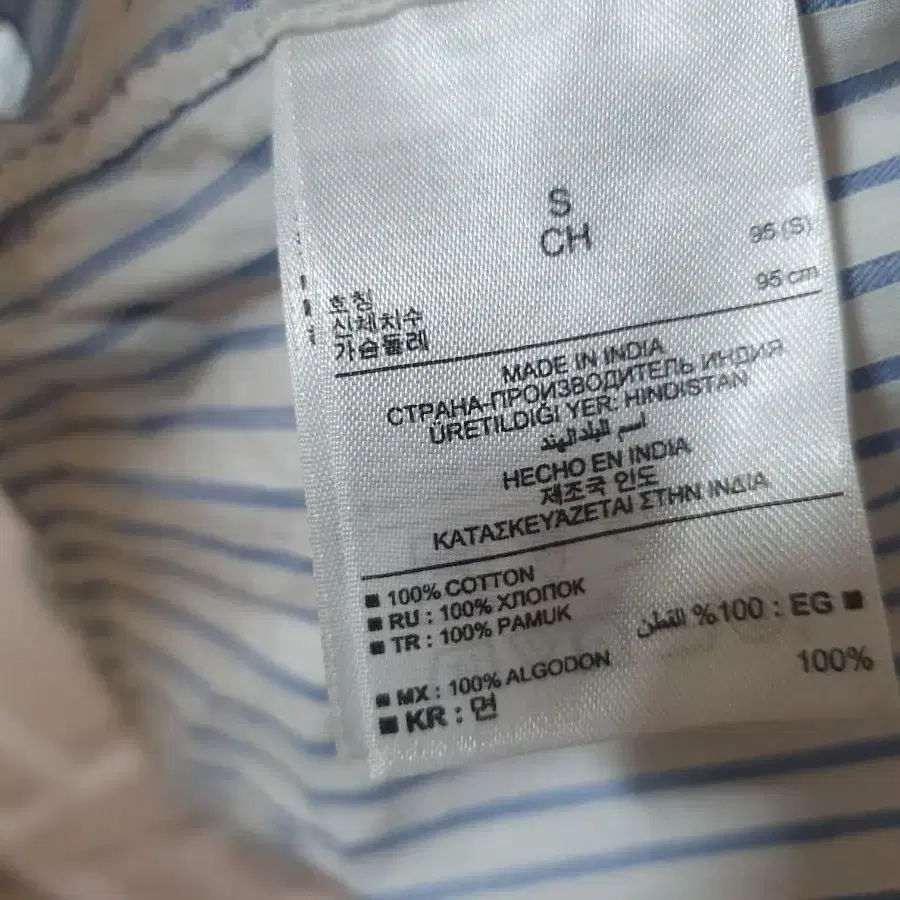 S
CH
호칭 95 (S)
신체치수
가슴둘레 95 cm
MADE IN INDIA
СТРАНА-ПРОИЗВОДИТЕЛЬ ИНДИЯ
ÜRETILDIĞI YER: HINDISTAN
اسم البلد الهند
HECHO EN INDIA
제조국 인도
ΚΑΤΑΣΚΕΥΑΖΕΤΑΙ ΣΤΗΝ ΙΝΔΙΑ
■ 100% COTTON
■ RU : 100% ХЛОПОК
■ TR : 100% PAMUK
■ EG : 100% القطن
■ MX : 100% ALGODON
■ KR : 면 100%